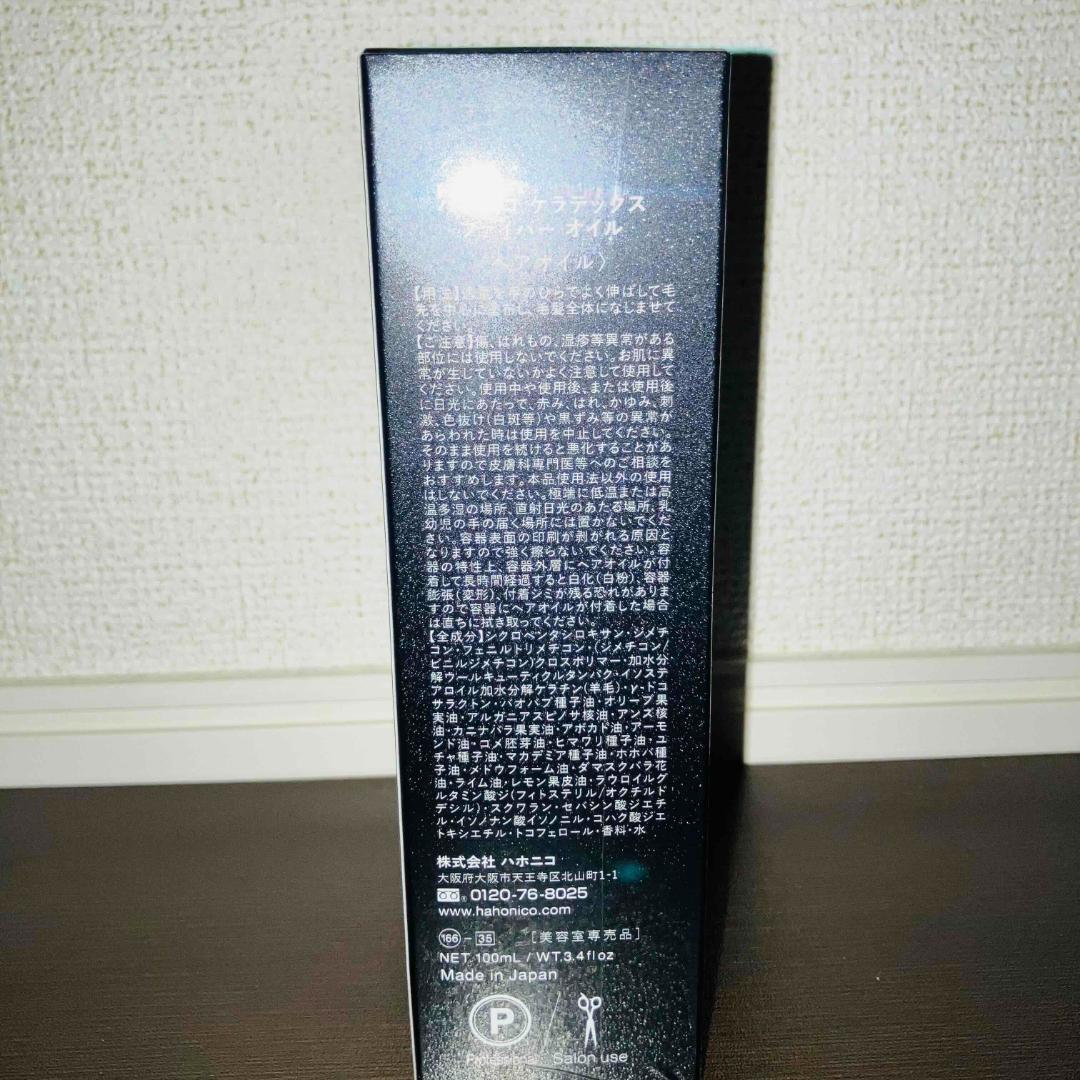 ケラテックス
ファイバー オイル
ヘアオイル〉
でよく伸ばして毛
毛髪全体になじませて
ください。
【ご注意】傷、はれもの、湿疹等異常がある
部位には使用しないでください。お肌に異
常が生じていないかよく注意して使用して
ください。使用中や使用後、または使用後
に日光にあたって、赤み、はれ、かゆみ、刺
激、色抜け(白斑等)や黒ずみ等の異常が
あらわれた時は使用を中止してください。
そのまま使用を続けると悪化することがあ
りますので皮膚科専門医等へのご相談を
おすすめします。本品使用法以外の使用
はしないでください。極端に低温または高
温多湿の場所、直射日光のあたる場所、乳
幼児の手の届く場所には置かないでくだ
さい。容器表面の印刷が剥がれる原因と
なりますので強く擦らないでください。容
器の特性上、容器外層にヘアオイルが付
着して長時間経過すると白化(白粉)、容器
膨張(変形)、付着シミが残る恐れがありま
すので容器にヘアオイルが付着した場合
は直ちに拭き取ってください。
【全成分】シクロペンタシロキサン・ジメチ
コン・フェニルトリメチコン・(ジメチコン/
ビニルジメチコン)クロスポリマー・加水分
解ウールキューティクルタンパク・イソステ
アロイル加水分解ケラチン(羊毛)・γ-ドコ
サラクトン・バオバブ種子油・オリーブ果
実油・アルガニアスピノサ核油・アンズ核
油・カニナバラ果実油・アボカド油・アーモ
ンド油・コメ胚芽油・ヒマワリ種子油・ユ
チャ種子油・マカデミア種子油・ホホバ種
子油・メドウフォーム油・ダマスクバラ花
油・ライム油・レモン果皮油・ラウロイルグ
ルタミン酸ジ(フィトステリル/オクチルド
デシル)・スクワラン・セバシン酸ジエチ
ル・イソノナン酸イソノニル・コハク酸ジエ
トキシエチル・トコフェロール・香料・水
株式会社 ハホニコ
大阪府大阪市天王寺区北山町1-1
0120-76-8025
www.hahonico.com
166-35 [美容室専売品]
NET.100mL / WT.3.4fl oz
Made in Japan
P
Professional / Salon use